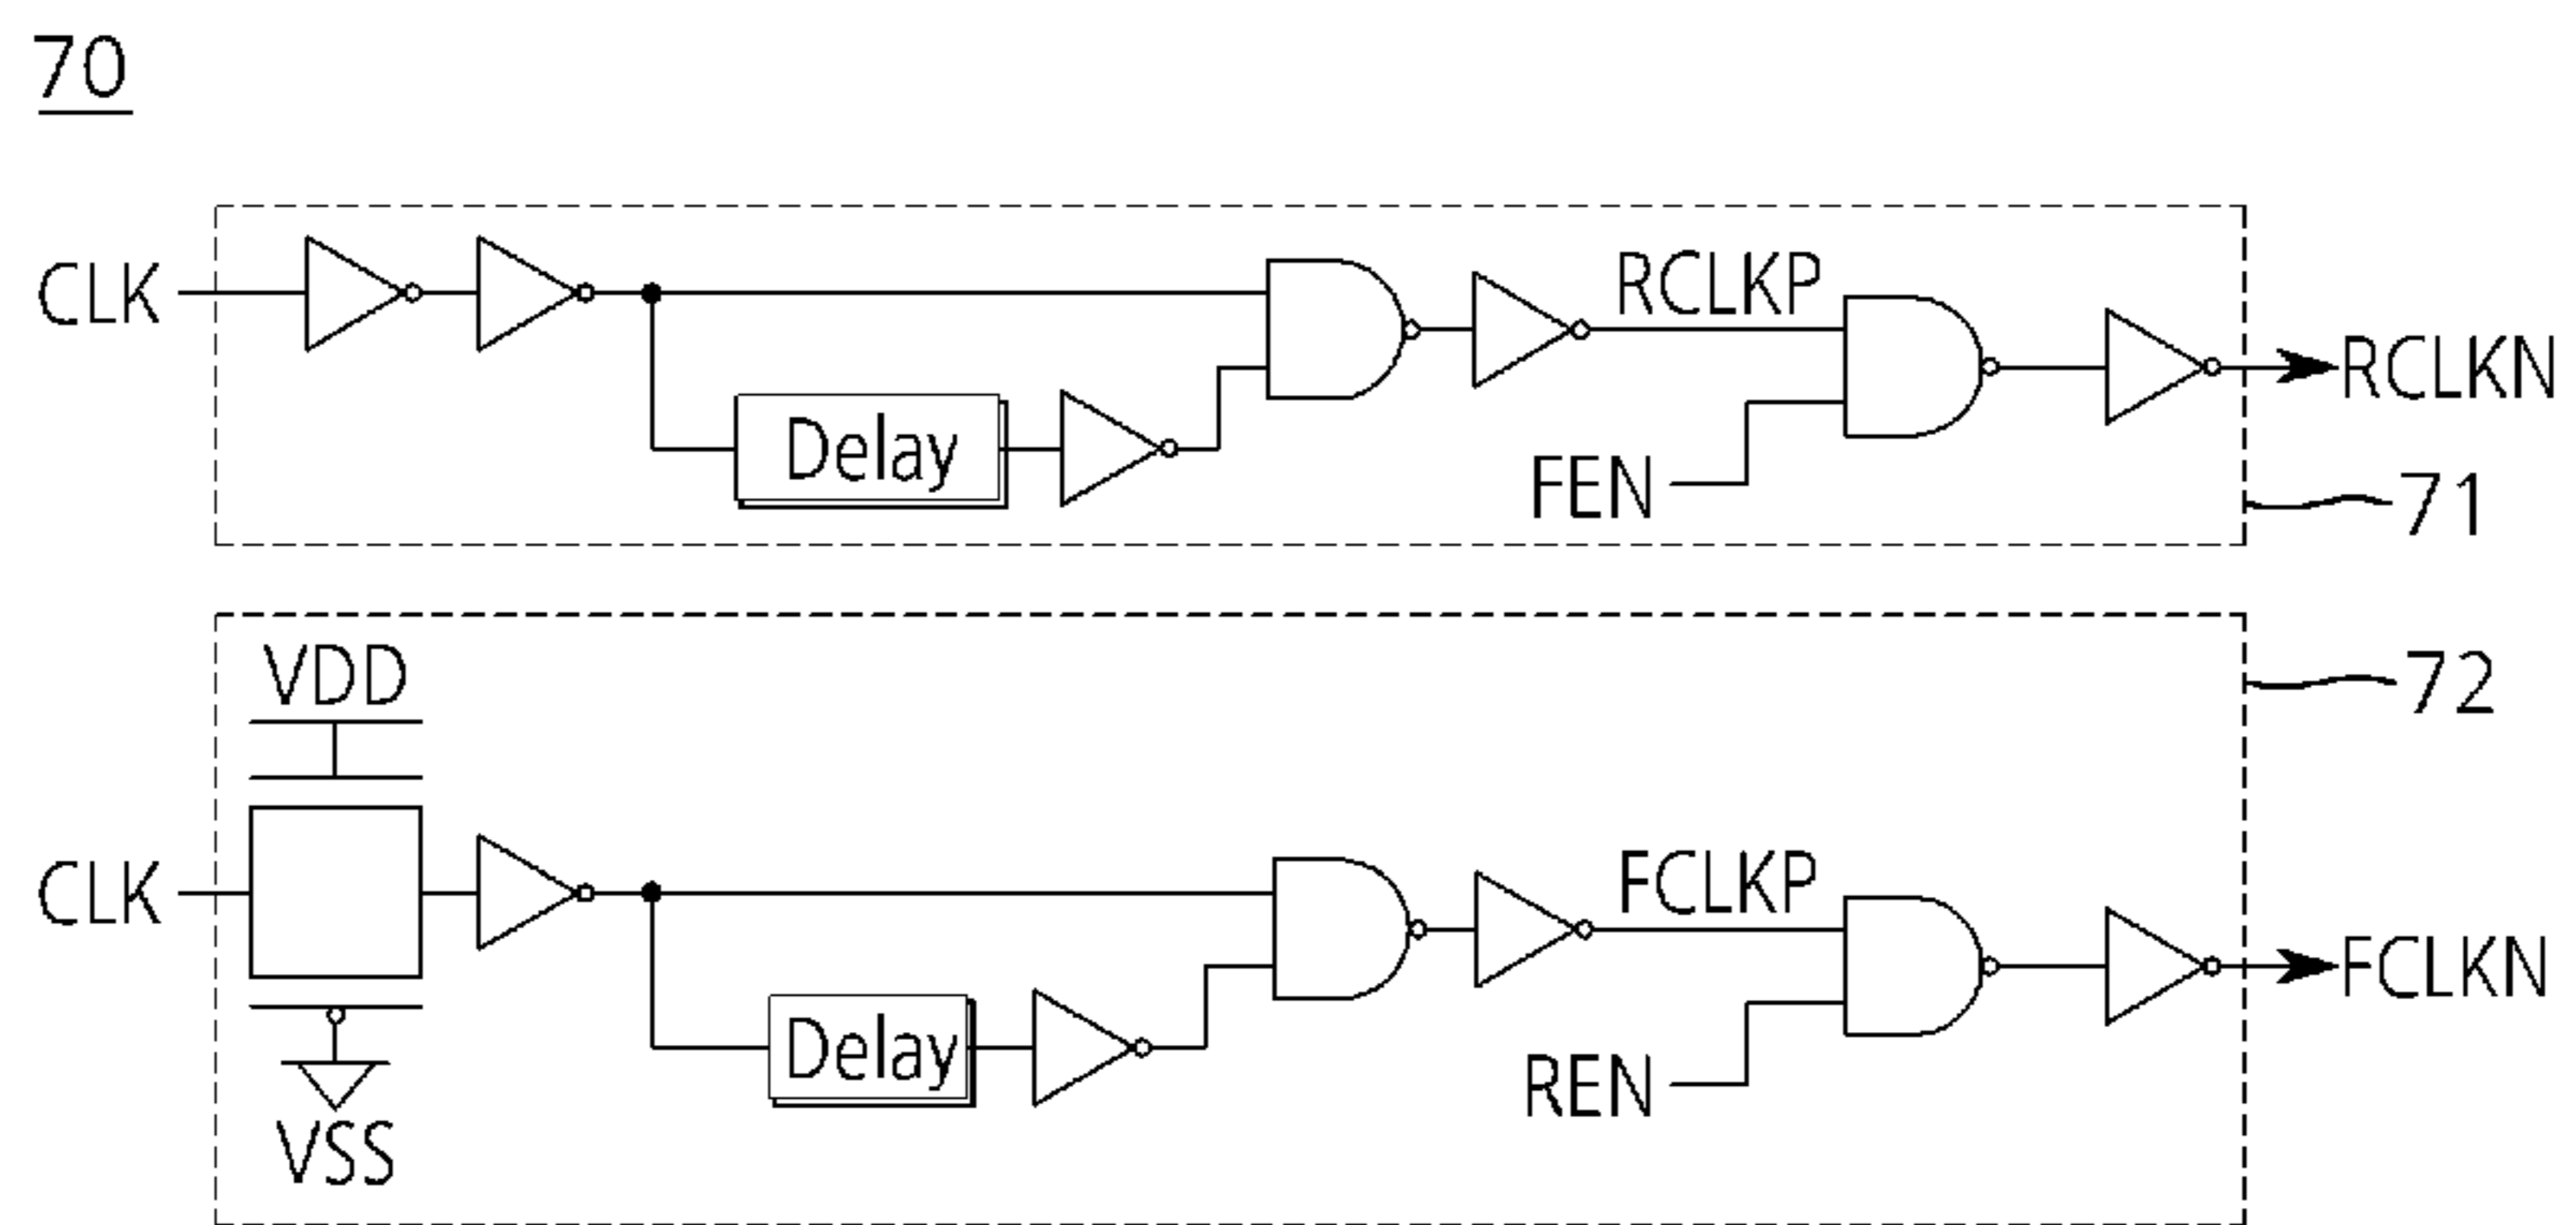 70
CLK
RCLKP
RCLKN
Delay
FEN
71
VDD
72
CLK
FCLKP
FCLKN
Delay
REN
VSS